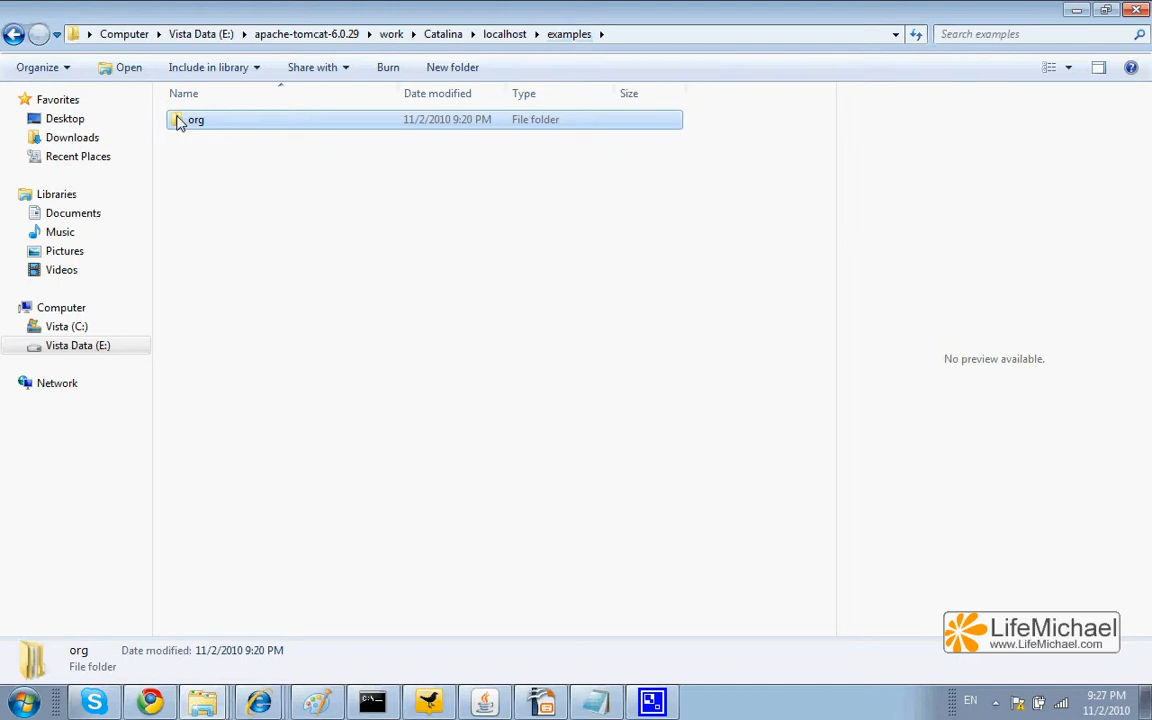 Computer Vista Data (E:) apache-tomcat-6.0.29 work Catalina localhost examples Search examples
Organize Open Include in library Share with Burn New folder
Name Date modified Type Size
org 11/2/2010 9:20 PM File folder
Favorites
Desktop
Downloads
Recent Places
Libraries
Documents
Music
Pictures
Videos
Computer
Vista (C:)
Vista Data (E:)
Network
No preview available.
LifeMichael
www.LifeMichael.com
org Date modified: 11/2/2010 9:20 PM
File folder
EN 9:27 PM
11/2/2010